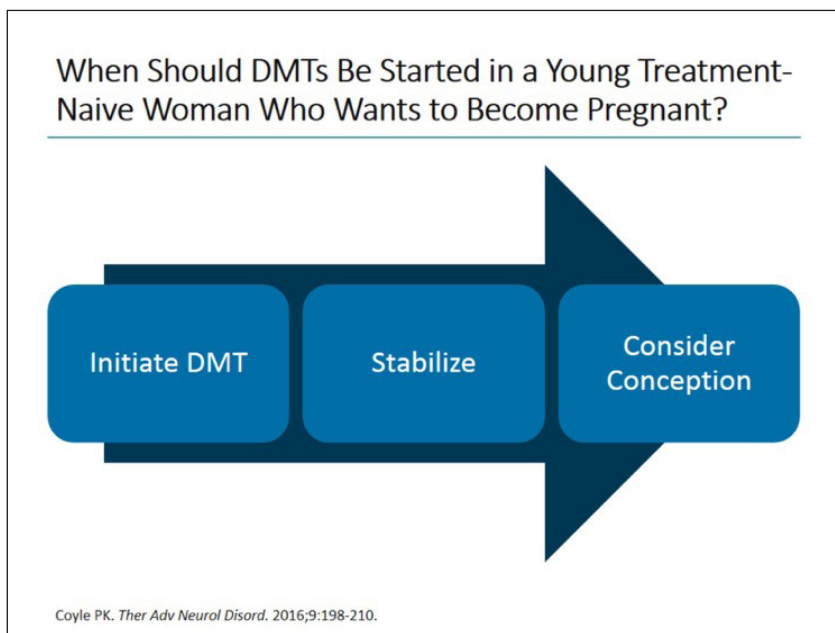 When Should DMTs Be Started in a Young Treatment-
Naive Woman Who Wants to Become Pregnant?
Initiate DMT
Stabilize
Consider
Conception
Coyle PK. Ther Adv Neurol Disord. 2016;9:198-210.